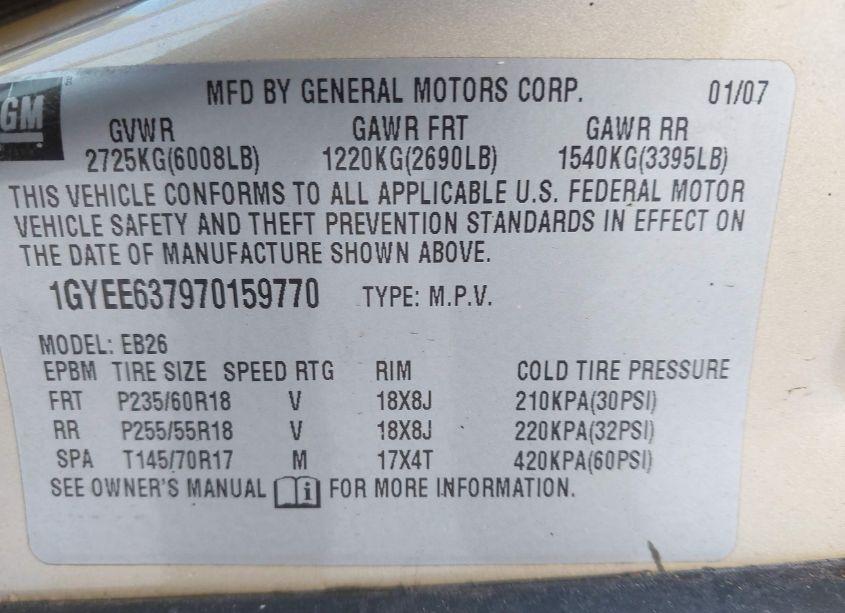 GM
MFD BY GENERAL MOTORS CORP. 01/07
GVWR GAWR FRT GAWR RR
2725KG(6008LB) 1220KG(2690LB) 1540KG(3395LB)
THIS VEHICLE CONFORMS TO ALL APPLICABLE U.S. FEDERAL MOTOR
VEHICLE SAFETY AND THEFT PREVENTION STANDARDS IN EFFECT ON
THE DATE OF MANUFACTURE SHOWN ABOVE.
1GYEE637970159770 TYPE: M.P.V.
MODEL: EB26
EPBM TIRE SIZE SPEED RTG RIM COLD TIRE PRESSURE
FRT P235/60R18 V 18X8J 210KPA(30PSI)
RR P255/55R18 V 18X8J 220KPA(32PSI)
SPA T145/70R17 M 17X4T 420KPA(60PSI)
SEE OWNER'S MANUAL i FOR MORE INFORMATION.